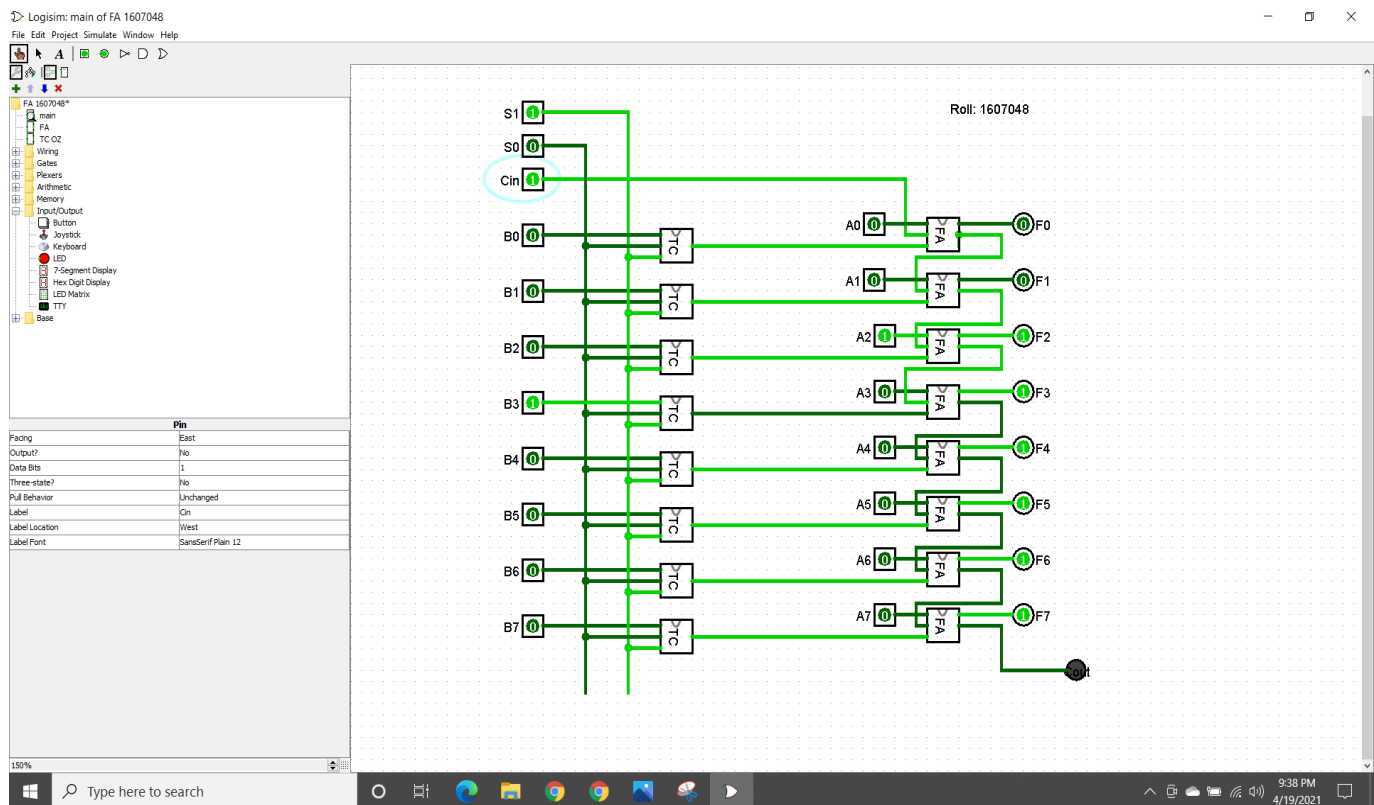 Logisim: main of FA 1607048
File Edit Project Simulate Window Help
A
FA 1607048*
main
FA
TC OZ
Wiring
Gates
Plexers
Arithmetic
Memory
Input/Output
Button
Joystick
Keyboard
LED
7-Segment Display
Hex Digit Display
LED Matrix
TTY
Base
Pin
Facing East
Output? No
Data Bits 1
Three-state? No
Pull Behavior Unchanged
Label Cin
Label Location West
Label Font SansSerif Plain 12
150%
Roll: 1607048
S1 1
S0 0
Cin 1
A0 0 FA 0 F0
B0 0 TC
A1 0 FA 0 F1
B1 0 TC
A2 1 FA 1 F2
B2 0 TC
A3 0 FA 1 F3
B3 1 TC
A4 0 FA 1 F4
B4 0 TC
A5 0 FA 1 F5
B5 0 TC
A6 0 FA 1 F6
B6 0 TC
A7 0 FA 1 F7
B7 0 TC
Cout
Type here to search
9:38 PM
4/19/2021